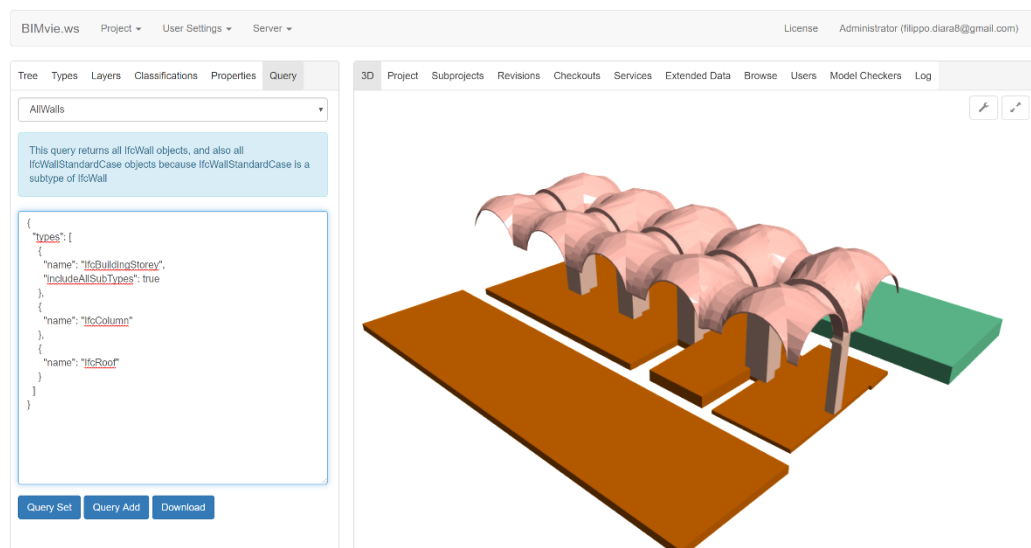 BIMvie.ws Project User Settings Server License Administrator (filippo.diara8@gmail.com)
Tree Types Layers Classifications Properties Query
3D Project Subprojects Revisions Checkouts Services Extended Data Browse Users Model Checkers Log
AllWalls
This query returns all IfcWall objects, and also all
IfcWallStandardCase objects because IfcWallStandardCase is a
subtype of IfcWall
{
"types": [
{
"name": "IfcBuildingStorey",
"includeAllSubTypes": true
},
{
"name": "IfcColumn"
},
{
"name": "IfcRoof"
}
]
}
Query Set Query Add Download